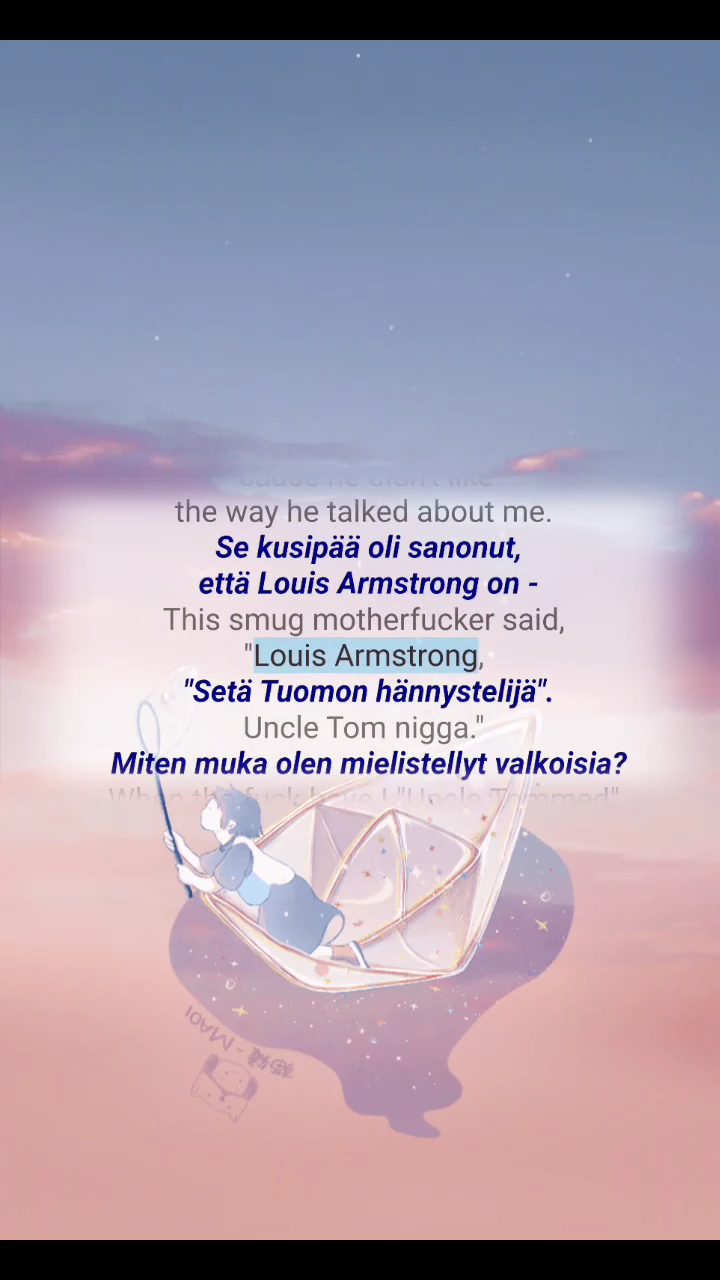 cause he didn't like
the way he talked about me.
Se kusipää oli sanonut,
että Louis Armstrong on -
This smug motherfucker said,
"Louis Armstrong,
"Setä Tuomon hännystelijä".
Uncle Tom nigga."
Miten muka olen mielistellyt valkoisia?
When the fuck have I "Uncle Tommed"
MAOI